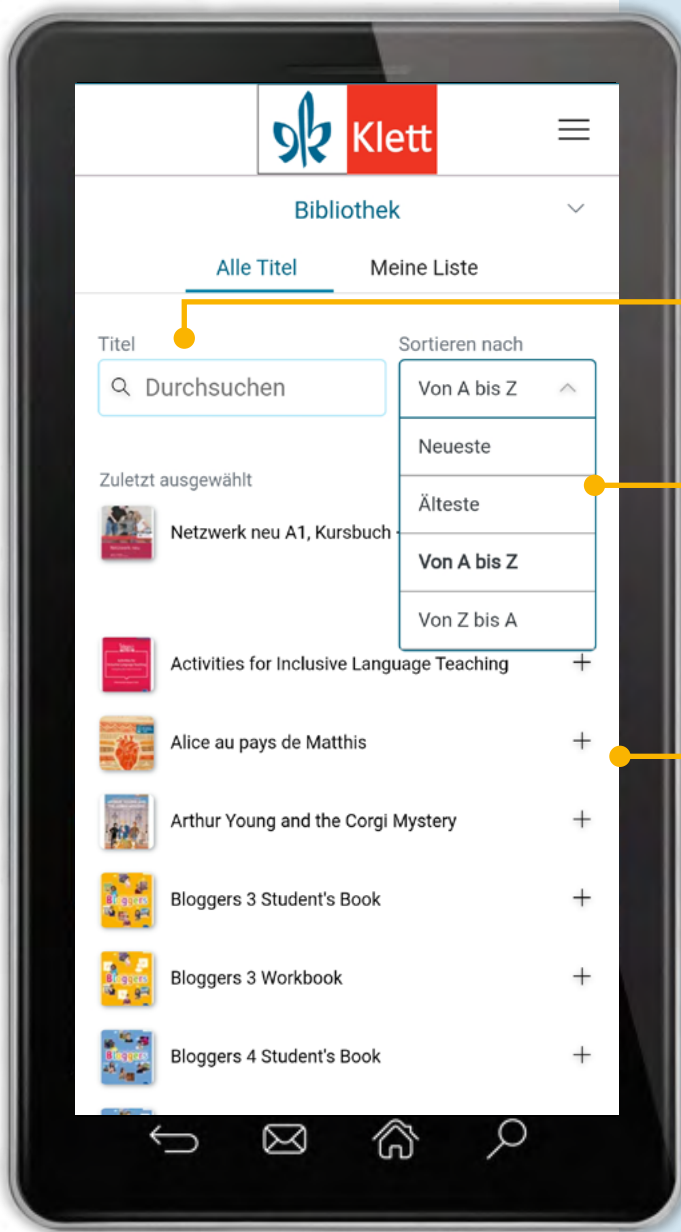 Klett
Bibliothek
Alle Titel Meine Liste
Titel Sortieren nach
Durchsuchen Von A bis Z
Neueste
Zuletzt ausgewählt
Älteste
Netzwerk neu A1, Kursbuch
Von A bis Z
Von Z bis A
Activities for Inclusive Language Teaching
Alice au pays de Matthis
Arthur Young and the Corgi Mystery
Bloggers 3 Student's Book
Bloggers 3 Workbook
Bloggers 4 Student's Book